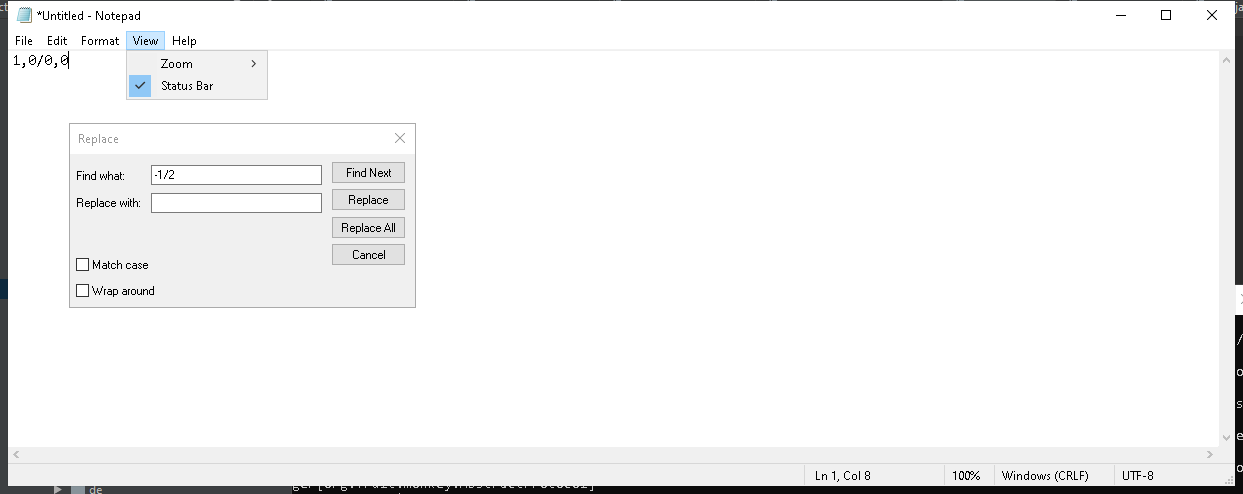 *Untitled - Notepad
File Edit Format View Help
1,0/0,0
Zoom
Status Bar
Replace
Find what: -1/2 Find Next
Replace with: Replace
Replace All
Cancel
Match case
Wrap around
Ln 1, Col 8 100% Windows (CRLF) UTF-8
de